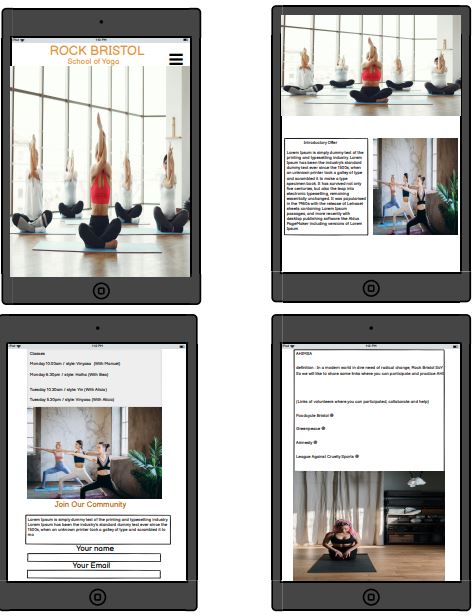 iPad
1:45 PM
ROCK BRISTOL
School of Yoga
Introductory Offer
Lorem Ipsum is simply dummy text of the
printing and typesetting industry. Lorem
Ipsum has been the industry's standard
dummy text ever since the 1500s, when
an unknown printer took a galley of type
and scrambled it to make a type
specimen book. It has survived not only
five centuries, but also the leap into
electronic typesetting, remaining
essentially unchanged. It was popularised
in the 1960s with the release of Letraset
sheets containing Lorem Ipsum
passages, and more recently with
desktop publishing software like Aldus
PageMaker including versions of Lorem
Ipsum
Classes
Monday 10.00am / style: Vinyasa (With Manuel)
Monday 6.30pm / style: Hatha (With Bea)
Tuesday 10.30am / style: Yin (With Alicia)
Tuesday 5.30pm / style: Vinyasa (With Alicia)
Join Our Community
Lorem Ipsum is simply dummy text of the printing and typesetting industry
Lorem Ipsum has been the industry's standard dummy text ever since the
1500s, when an unknown printer took a galley of type and scrambled it to
ma
Your name
Your Email
AHIMSA
definition : In a modern world in dire need of radical change, Rock Bristol SoY
So we will like to share some links where you can participate and practice AHI
(Links of volunteers where you can participated, collaborate and help)
Foodcycle Bristol
Greenpeace
Amnesty
League Against Cruelty Sports